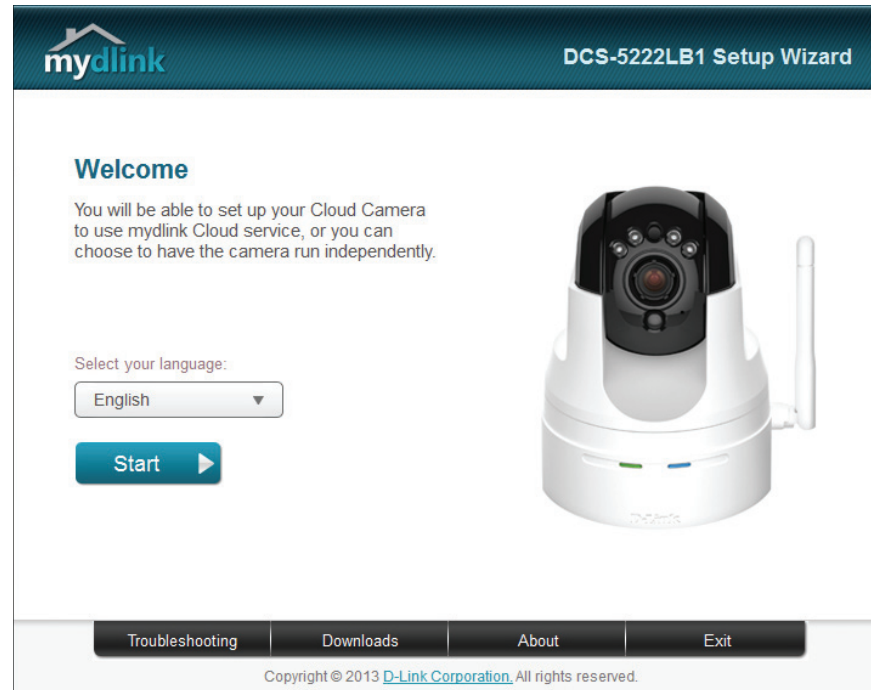 mydlink
DCS-5222LB1 Setup Wizard
Welcome
You will be able to set up your Cloud Camera
to use mydlink Cloud service, or you can
choose to have the camera run independently.
Select your language:
English
Start
D-Link
Troubleshooting
Downloads
About
Exit
Copyright © 2013 D-Link Corporation. All rights reserved.